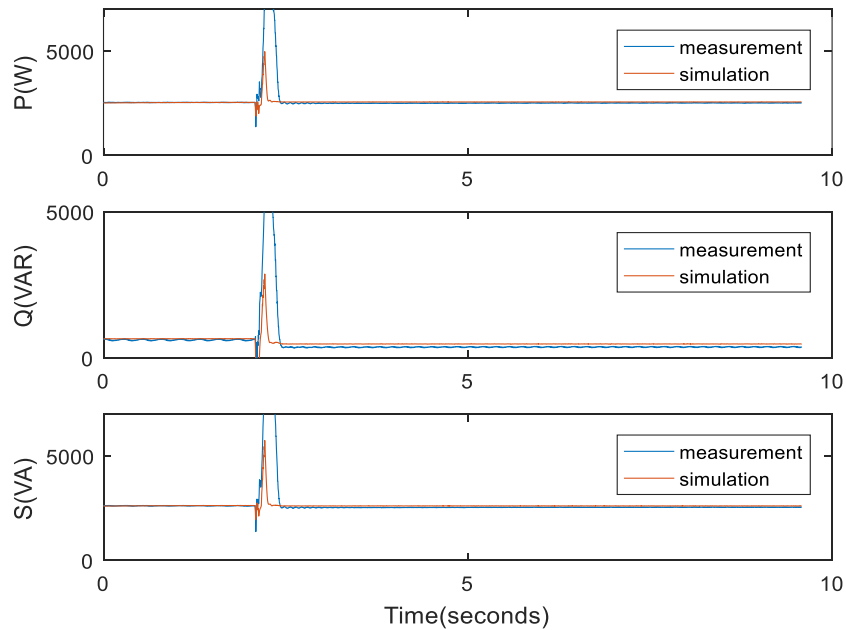 P(W)
5000
0
measurement
simulation
0
5
10
Q(VAR)
5000
0
measurement
simulation
0
5
10
S(VA)
5000
0
measurement
simulation
0
5
10
Time(seconds)